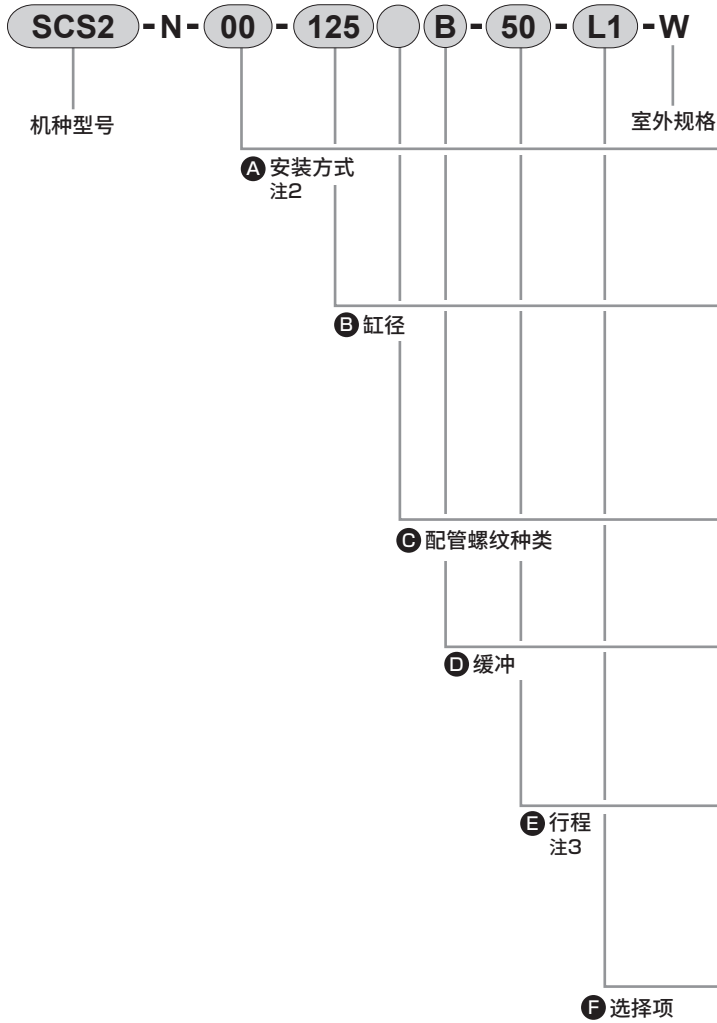 SCS2-N-00-125 B-50-L1-W
机种型号
室外规格
A 安装方式
注2
B 缸径
C 配管螺纹种类
D 缓冲
E 行程
注3
F 选择项